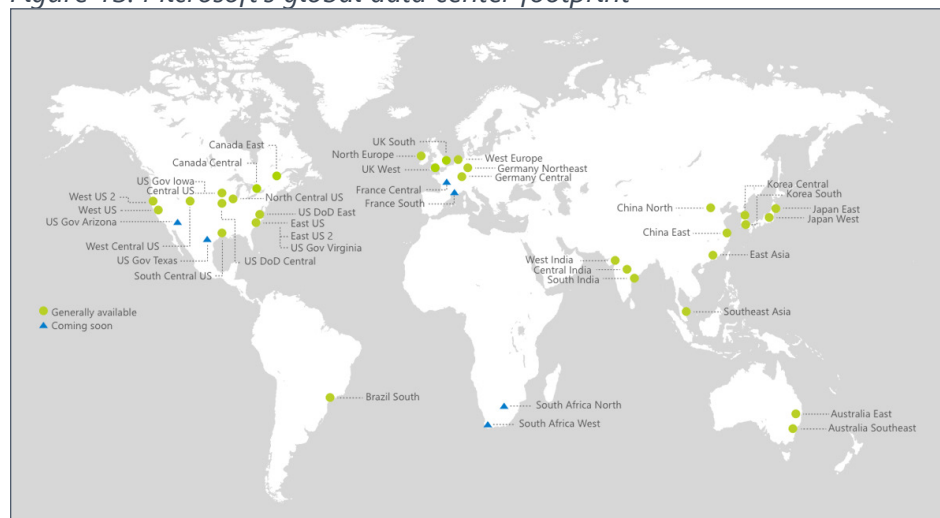 Figure 13. Microsoft's global data center footprint
Canada East
Canada Central
US Gov Iowa
Central US
West US 2
West US
US Gov Arizona
West Central US
US Gov Texas
South Central US
North Central US
US DoD East
East US
East US 2
US Gov Virginia
US DoD Central
UK South
North Europe
UK West
West Europe
Germany Northeast
Germany Central
France Central
France South
Korea Central
Korea South
China North
Japan East
Japan West
China East
East Asia
West India
Central India
South India
Southeast Asia
Generally available
Coming soon
Brazil South
South Africa North
South Africa West
Australia East
Australia Southeast